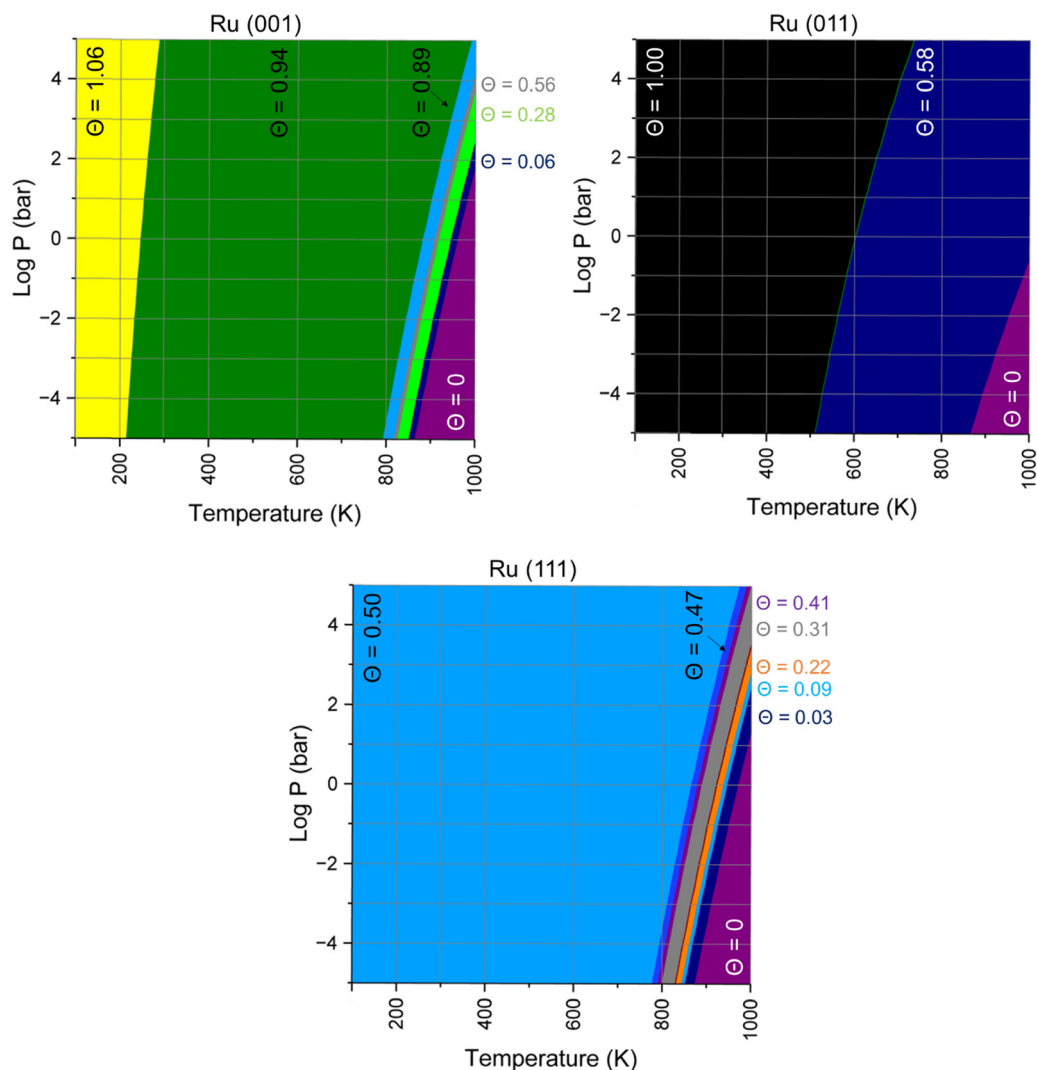 Ru (001)
Θ = 1.06
Θ = 0.94
Θ = 0.89
Θ = 0.56
Θ = 0.28
Θ = 0.06
Θ = 0
4
2
0
−2
−4
Log P (bar)
200
400
600
800
1000
Temperature (K)
Ru (011)
Θ = 1.00
Θ = 0.58
Θ = 0
4
2
0
−2
−4
Log P (bar)
200
400
600
800
1000
Temperature (K)
Ru (111)
Θ = 0.50
Θ = 0.47
Θ = 0.41
Θ = 0.31
Θ = 0.22
Θ = 0.09
Θ = 0.03
Θ = 0
4
2
0
−2
−4
Log P (bar)
200
400
600
800
1000
Temperature (K)